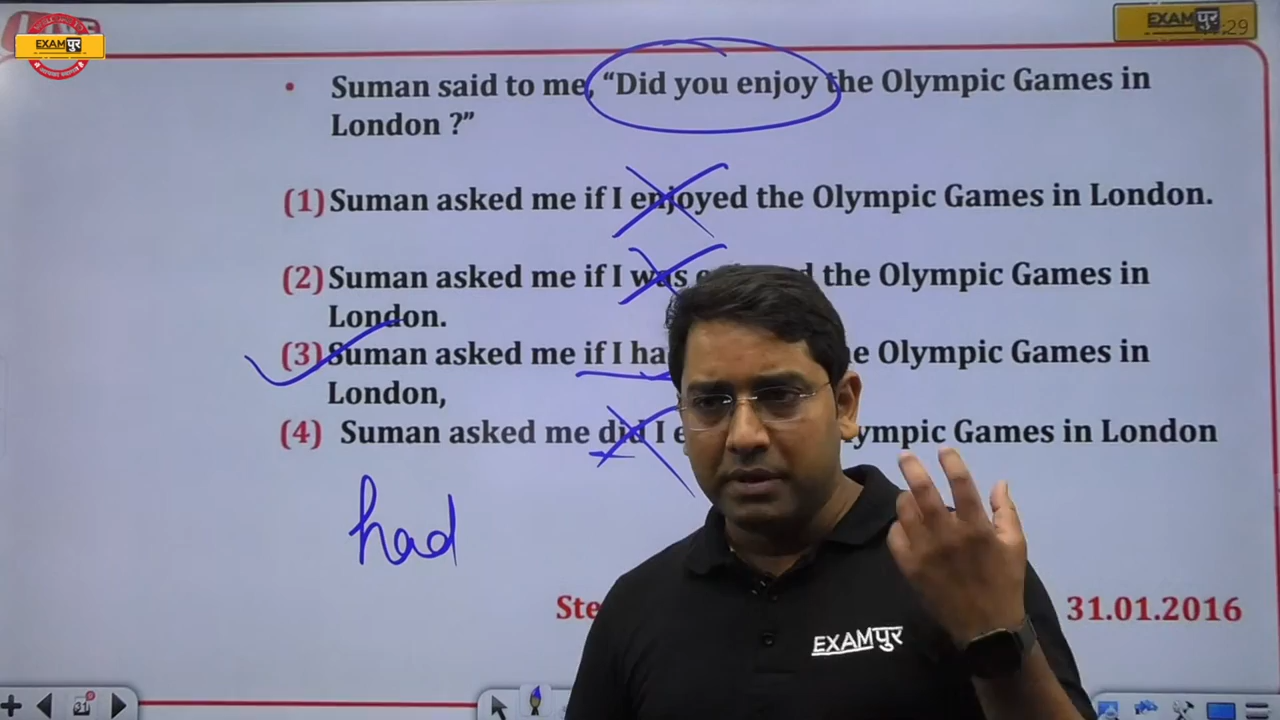 EXAMपुर
EXAMपुर
:29
• Suman said to me, “Did you enjoy the Olympic Games in
London ?”
(1) Suman asked me if I enjoyed the Olympic Games in London.
(2) Suman asked me if I was the Olympic Games in
London.
(3) Suman asked me if I Olympic Games in
London,
(4) Suman asked me did I Games in London
had
31.01.2016
EXAMपुर